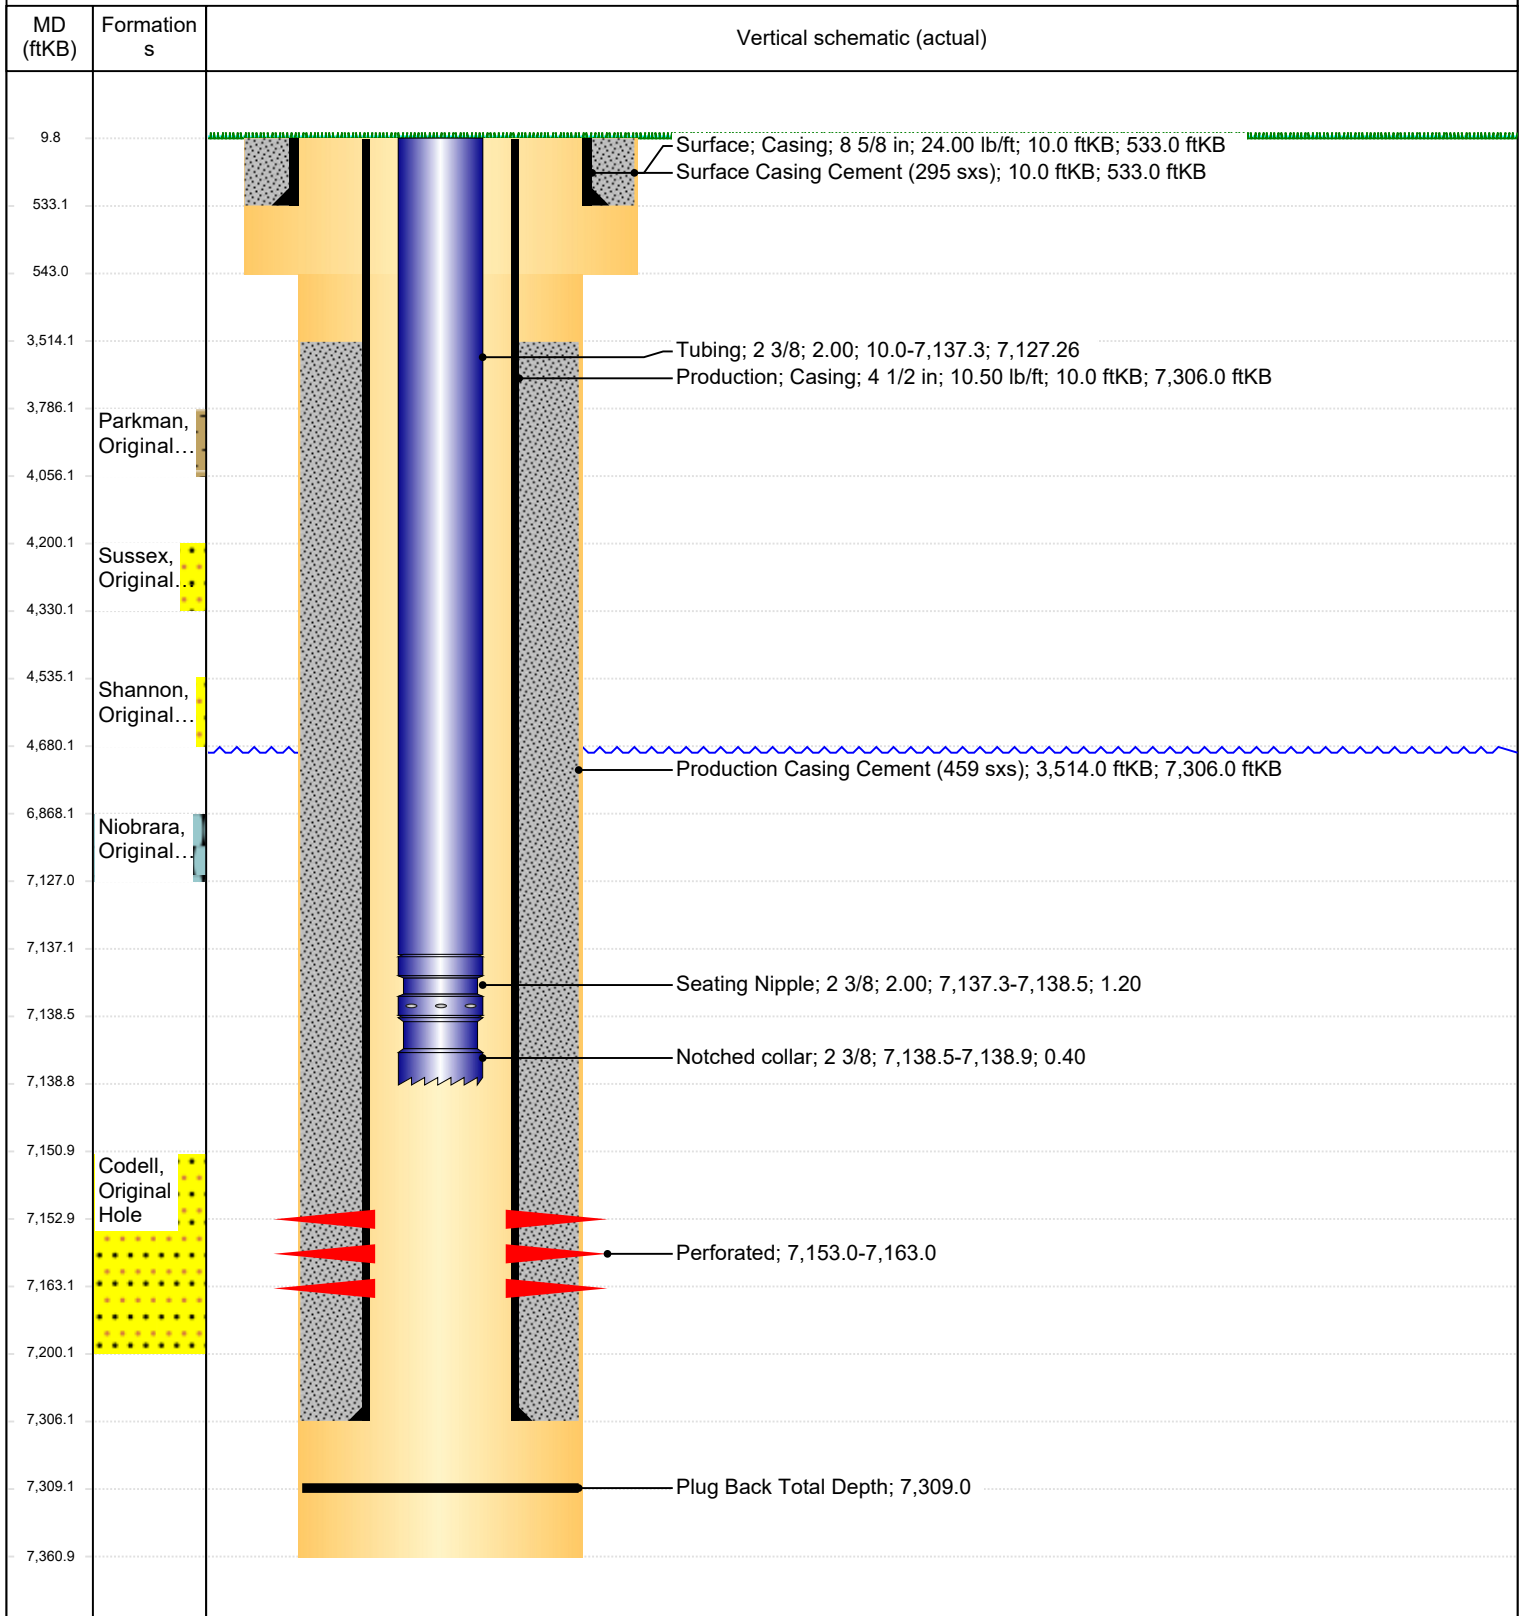 MD
(ftKB)
Formation
s
Vertical schematic (actual)
9.8
Surface; Casing; 8 5/8 in; 24.00 lb/ft; 10.0 ftKB; 533.0 ftKB
Surface Casing Cement (295 sxs); 10.0 ftKB; 533.0 ftKB
533.1
543.0
3,514.1
Tubing; 2 3/8; 2.00; 10.0-7,137.3; 7,127.26
Production; Casing; 4 1/2 in; 10.50 lb/ft; 10.0 ftKB; 7,306.0 ftKB
3,786.1
Parkman,
Original...
4,056.1
4,200.1
Sussex,
Original...
4,330.1
4,535.1
Shannon,
Original...
4,680.1
Production Casing Cement (459 sxs); 3,514.0 ftKB; 7,306.0 ftKB
6,868.1
Niobrara,
Original...
7,127.0
7,137.1
Seating Nipple; 2 3/8; 2.00; 7,137.3-7,138.5; 1.20
7,138.5
Notched collar; 2 3/8; 7,138.5-7,138.9; 0.40
7,138.8
7,150.9
Codell,
Original
Hole
7,152.9
Perforated; 7,153.0-7,163.0
7,163.1
7,200.1
7,306.1
7,309.1
Plug Back Total Depth; 7,309.0
7,360.9